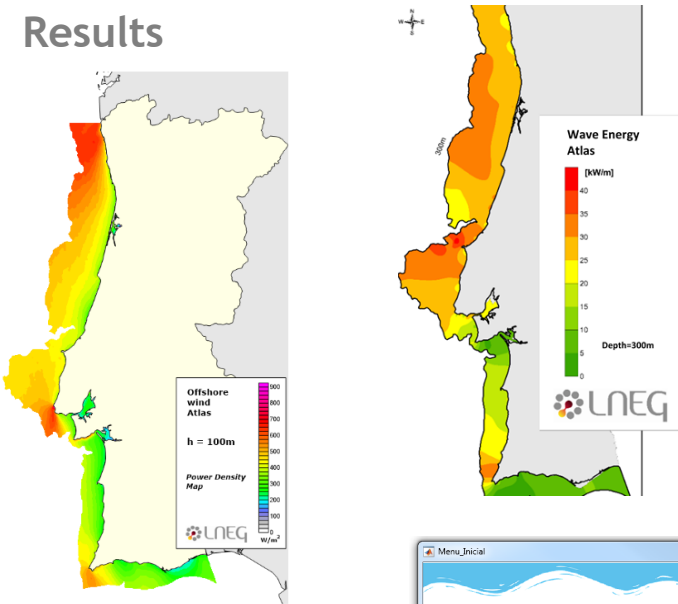 Results
Offshore
wind
Atlas
h = 100m
Power Density
Map
900
800
700
600
500
400
300
200
100
0
W/m²
LNEG
N
W
E
S
300m
Wave Energy
Atlas
[kW/m]
40
35
30
25
20
15
10
5
0
Depth=300m
LNEG
Menu_Inicial